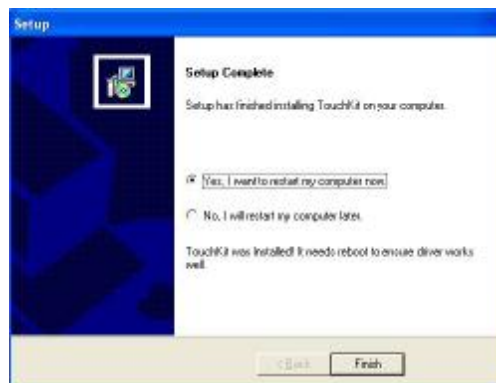 Setup
Setup Complete
Setup has finished installing TouchKit on your computer.
Yes, I want to restart my computer now.
No, I will restart my computer later.
TouchKit was Installed! It needs reboot to ensure driver works
well.
< Back
Finish